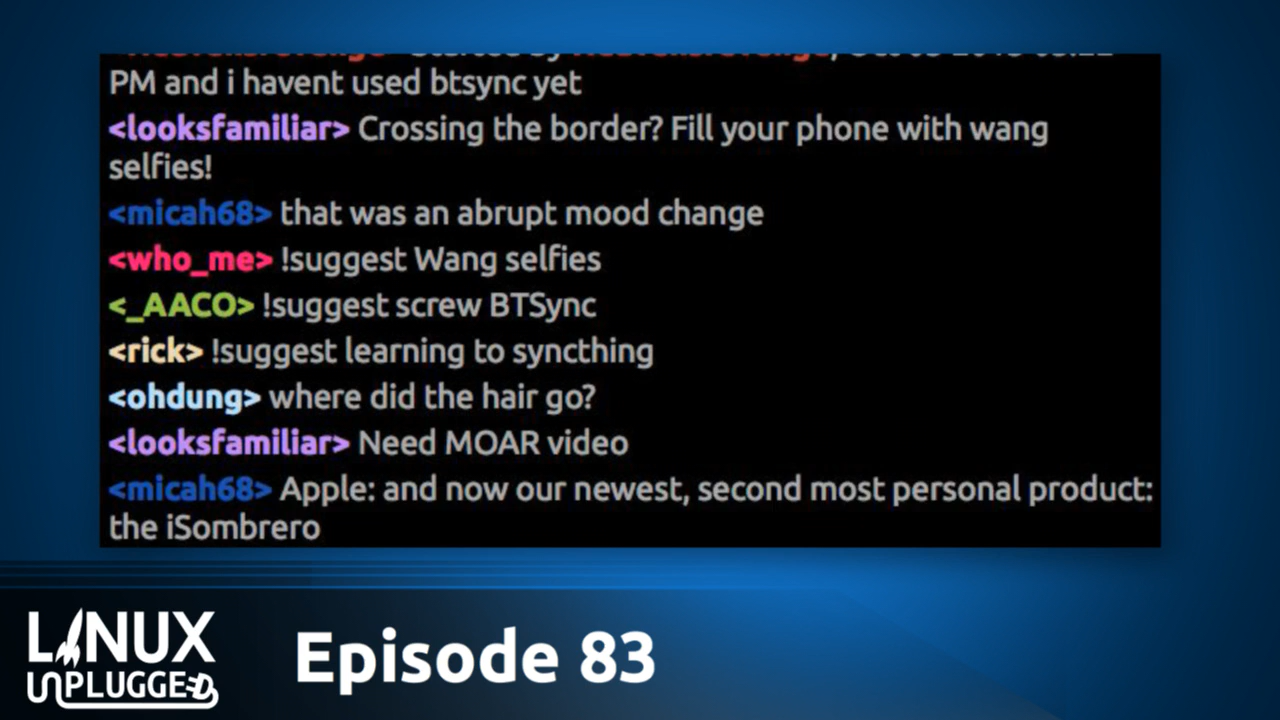 PM and i havent used btsync yet
<looksfamiliar> Crossing the border? Fill your phone with wang
selfies!
<micah68> that was an abrupt mood change
<who_me> !suggest Wang selfies
<_AACO> !suggest screw BTSync
<rick> !suggest learning to syncthing
<ohdung> where did the hair go?
<looksfamiliar> Need MOAR video
<micah68> Apple: and now our newest, second most personal product:
the iSombrero
LINUX
UNPLUGGED
Episode 83